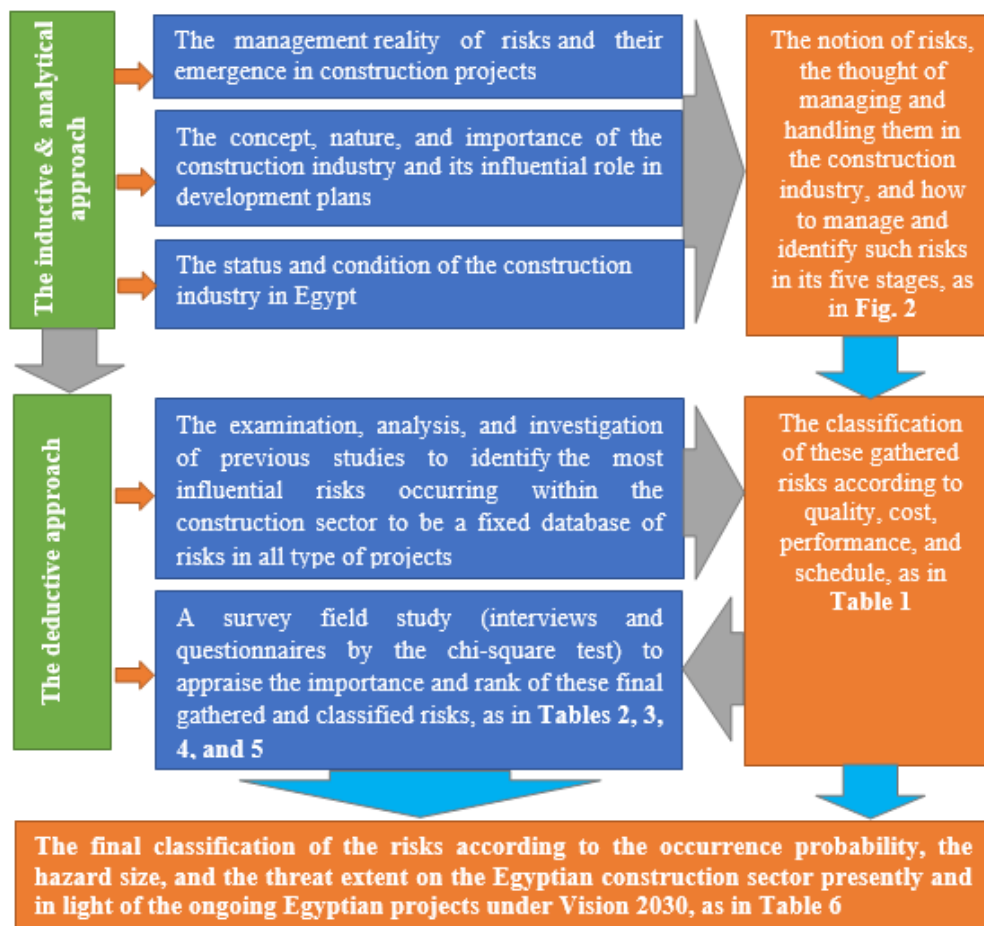 The inductive & analytical
approach
The management reality of risks and their
emergence in construction projects
The concept, nature, and importance of the
construction industry and its influential role in
development plans
The status and condition of the construction
industry in Egypt
The notion of risks,
the thought of
managing and
handling them in
the construction
industry, and how
to manage and
identify such risks
in its five stages, as
in Fig. 2
The deductive approach
The examination, analysis, and investigation
of previous studies to identify the most
influential risks occurring within the
construction sector to be a fixed database of
risks in all type of projects
A survey field study (interviews and
questionnaires by the chi-square test) to
appraise the importance and rank of these final
gathered and classified risks, as in Tables 2, 3,
4, and 5
The classification
of these gathered
risks according to
quality, cost,
performance, and
schedule, as in
Table 1
The final classification of the risks according to the occurrence probability, the
hazard size, and the threat extent on the Egyptian construction sector presently and
in light of the ongoing Egyptian projects under Vision 2030, as in Table 6